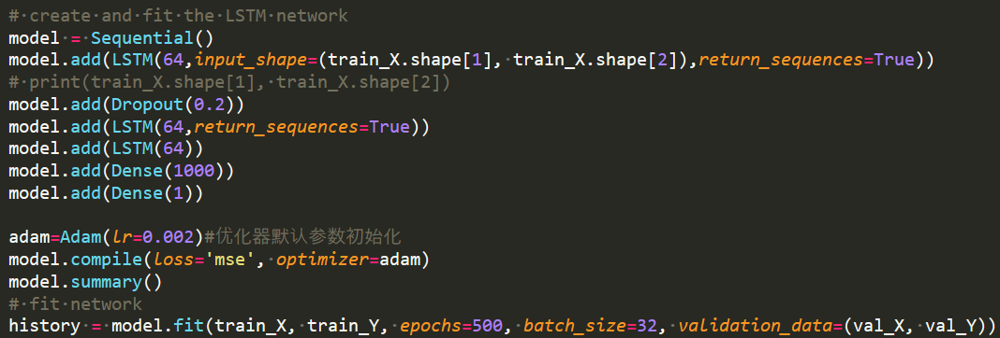 # create and fit the LSTM network
model = Sequential()
model.add(LSTM(64,input_shape=(train_X.shape[1], train_X.shape[2]),return_sequences=True))
# print(train_X.shape[1], train_X.shape[2])
model.add(Dropout(0.2))
model.add(LSTM(64,return_sequences=True))
model.add(LSTM(64))
model.add(Dense(1000))
model.add(Dense(1))
adam=Adam(lr=0.002)#优化器默认参数初始化
model.compile(loss='mse', optimizer=adam)
model.summary()
# fit network
history = model.fit(train_X, train_Y, epochs=500, batch_size=32, validation_data=(val_X, val_Y))